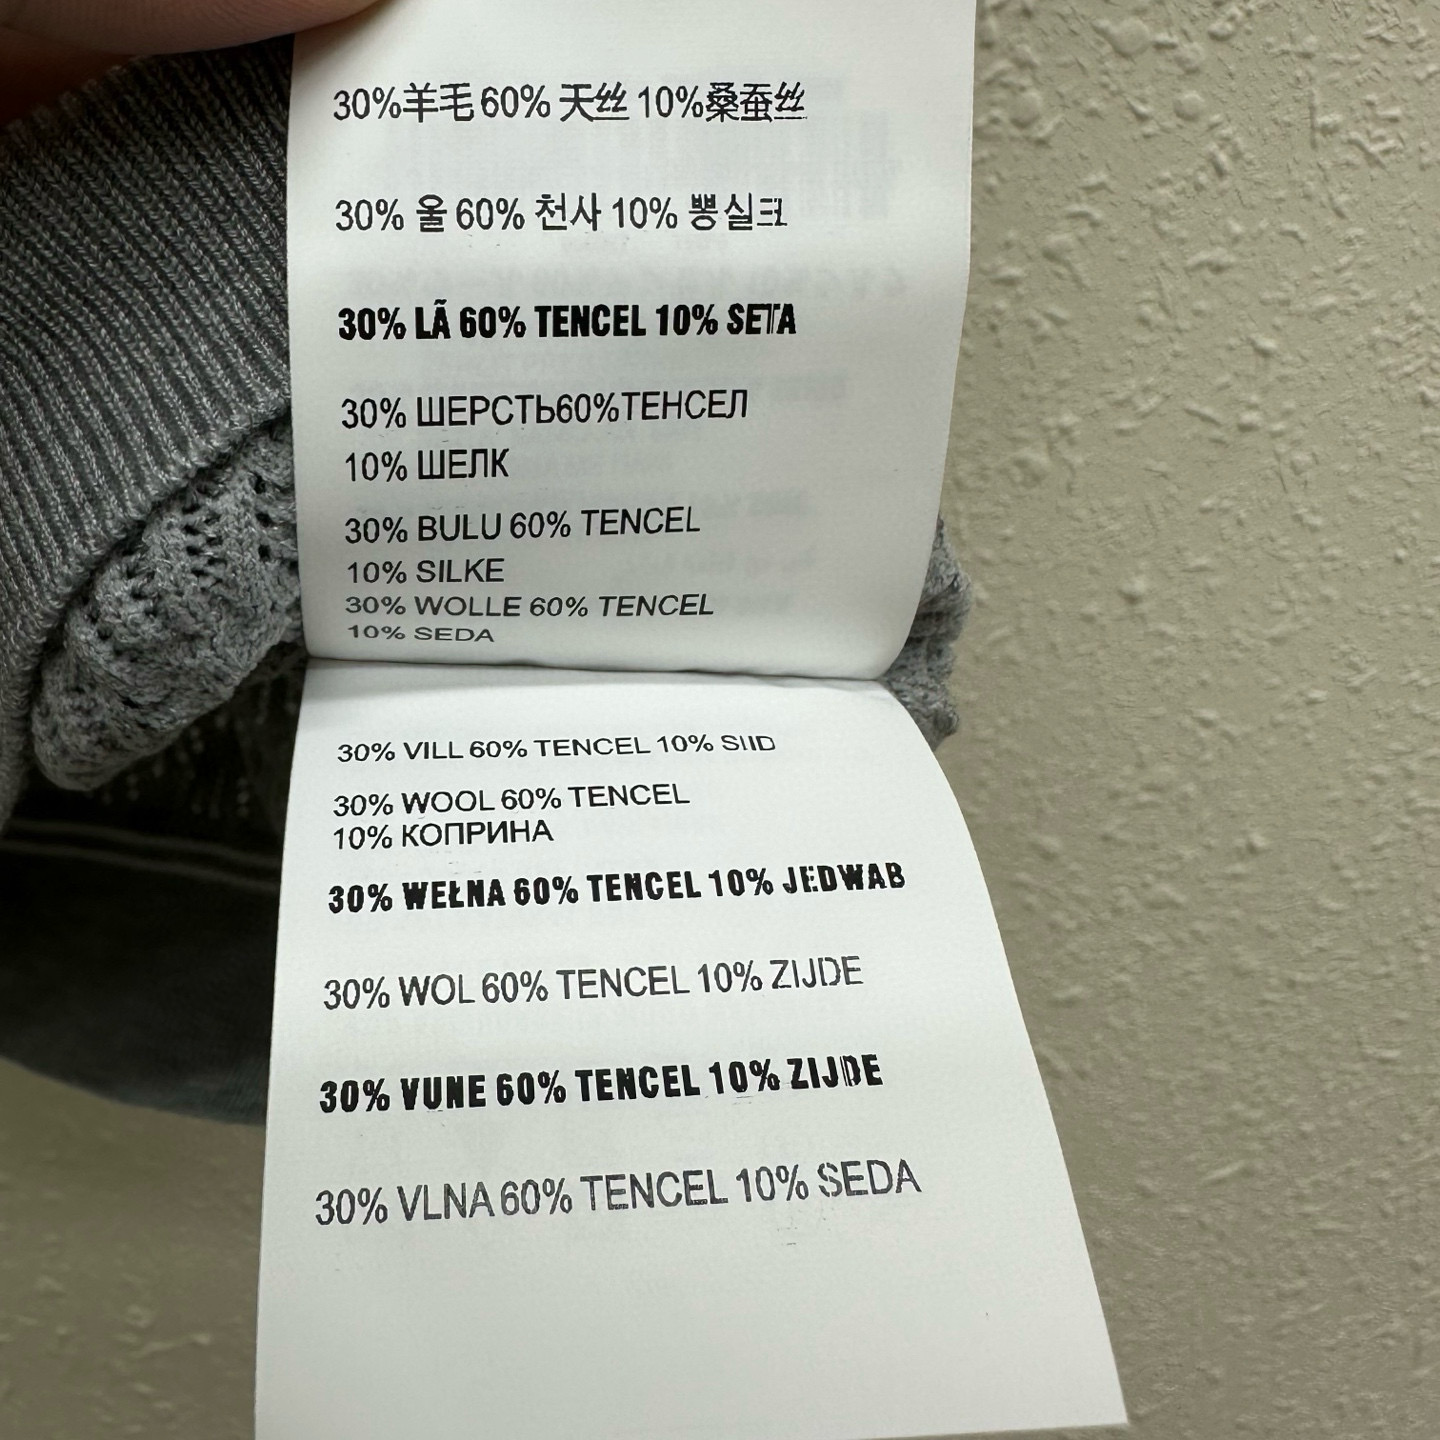 30%羊毛 60% 天丝 10%桑蚕丝
30% 울 60% 천사 10% 뽕실크
30% LÃ 60% TENCEL 10% SETA
30% ШЕРСТЬ60%ТЕНСЕЛ
10% ШЕЛК
30% BULU 60% TENCEL
10% SILKE
30% WOLLE 60% TENCEL
10% SEDA
30% VILL 60% TENCEL 10% SIID
30% WOOL 60% TENCEL
10% КОПРИНА
30% WEŁNA 60% TENCEL 10% JEDWAB
30% WOL 60% TENCEL 10% ZIJDE
30% VUNE 60% TENCEL 10% ZIJDE
30% VLNA 60% TENCEL 10% SEDA